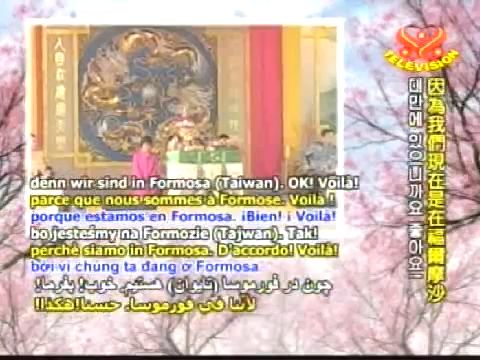 TELEVISION
denn wir sind in Formosa (Taiwan). OK! Voilà!
parce que nous sommes à Formose. Voilà !
porque estamos en Formosa. ¡Bien! ¡ Voilà!
bo jesteśmy na Formozie (Tajwan). Tak!
perchè siamo in Formosa. D'accordo! Voilà!
bởi vì chúng ta đang ở Formosa
چون در فورموسا (تایوان) هستیم. خوب! بفرما!
لأننا في فورموسا. حسنا!هكذا!!
因為我們現在是在福爾摩沙
대만에 있으니까요 좋아요!